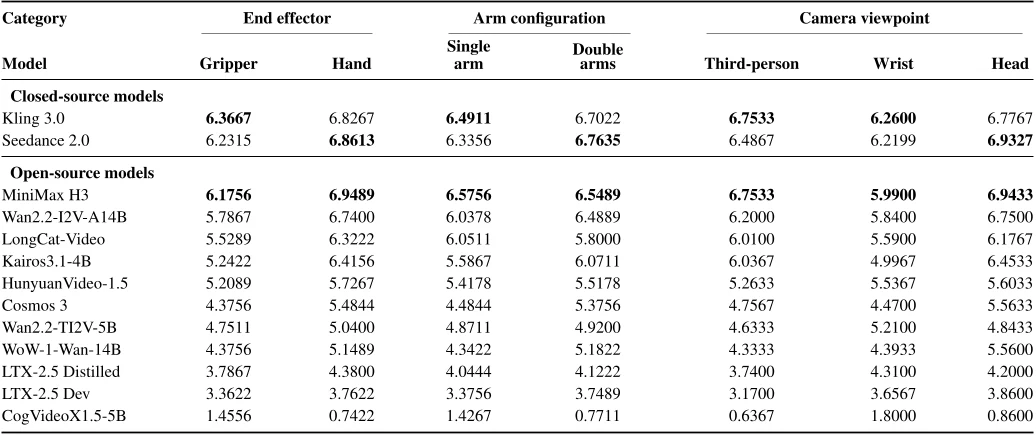 Category End effector Arm configuration Camera viewpoint
Model Gripper Hand Single arm Double arms Third-person Wrist Head
Closed-source models
Kling 3.0 6.3667 6.8267 6.4911 6.7022 6.7533 6.2600 6.7767
Seedance 2.0 6.2315 6.8613 6.3356 6.7635 6.4867 6.2199 6.9327
Open-source models
MiniMax H3 6.1756 6.9489 6.5756 6.5489 6.7533 5.9900 6.9433
Wan2.2-I2V-A14B 5.7867 6.7400 6.0378 6.4889 6.2000 5.8400 6.7500
LongCat-Video 5.5289 6.3222 6.0511 5.8000 6.0100 5.5900 6.1767
Kairos3.1-4B 5.2422 6.4156 5.5867 6.0711 6.0367 4.9967 6.4533
HunyuanVideo-1.5 5.2089 5.7267 5.4178 5.5178 5.2633 5.5367 5.6033
Cosmos 3 4.3756 5.4844 4.4844 5.3756 4.7567 4.4700 5.5633
Wan2.2-TI2V-5B 4.7511 5.0400 4.8711 4.9200 4.6333 5.2100 4.8433
WoW-1-Wan-14B 4.3756 5.1489 4.3422 5.1822 4.3333 4.3933 5.5600
LTX-2.5 Distilled 3.7867 4.3800 4.0444 4.1222 3.7400 4.3100 4.2000
LTX-2.5 Dev 3.3622 3.7622 3.3756 3.7489 3.1700 3.6567 3.8600
CogVideoX1.5-5B 1.4556 0.7422 1.4267 0.7711 0.6367 1.8000 0.8600